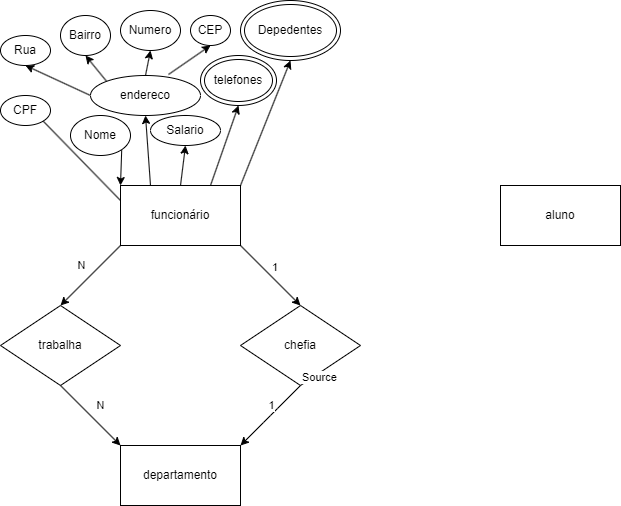 Depedentes
Numero
CEP
Bairro
Rua
telefones
endereco
CPF
Salario
Nome
funcionário
aluno
N
1
trabalha
chefia
Source
N
1
departamento